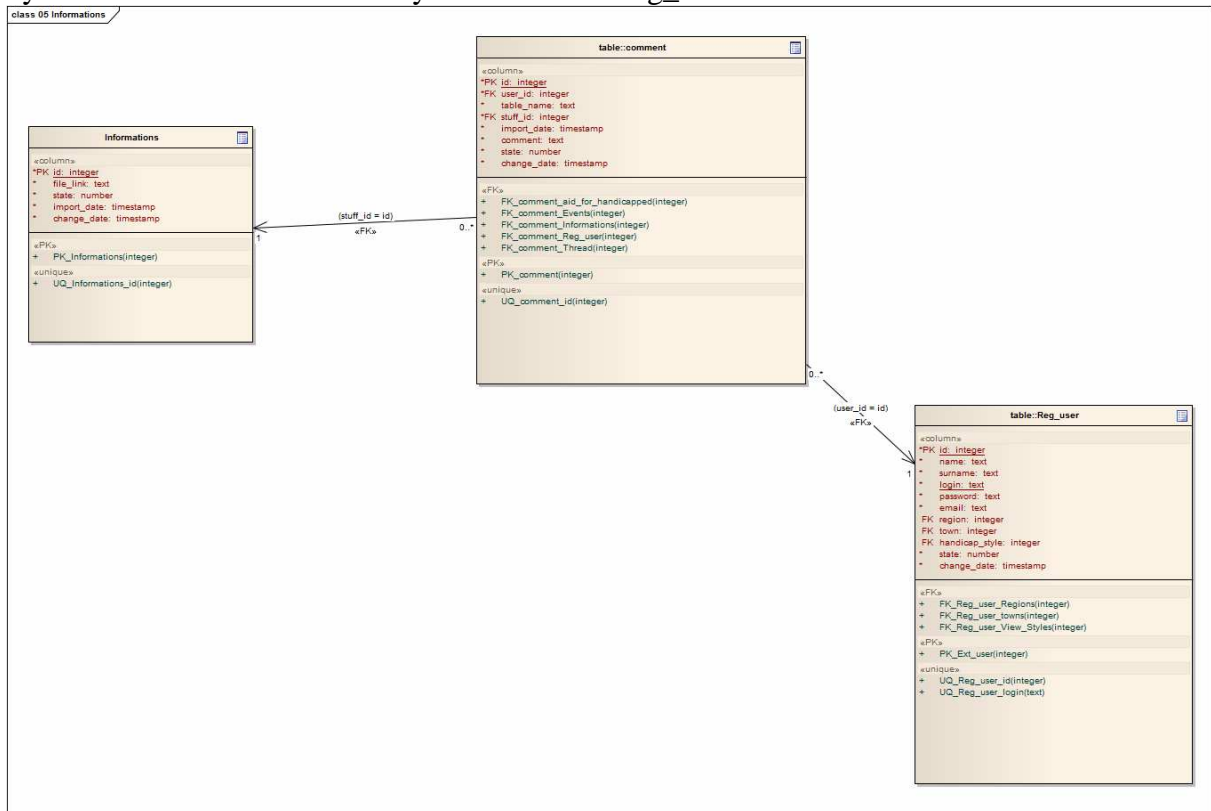 class 05 Informations
table::comment
«column»
*PK id: integer
*FK user_id: integer
* table_name: text
*FK stuff_id: integer
* import_date: timestamp
* comment: text
* state: number
* change_date: timestamp
«FK»
+ FK_comment_aid_for_handicapped(integer)
+ FK_comment_Events(integer)
+ FK_comment_Informations(integer)
+ FK_comment_Reg_user(integer)
+ FK_comment_Thread(integer)
«PK»
+ PK_comment(integer)
«unique»
+ UQ_comment_id(integer)
Informations
«column»
*PK id: integer
* file_link: text
* state: number
* import_date: timestamp
* change_date: timestamp
«PK»
+ PK_Informations(integer)
«unique»
+ UQ_Informations_id(integer)
(stuff_id = id)
«FK»
1
0..*
0..*
(user_id = id)
«FK»
1
table::Reg_user
«column»
*PK id: integer
* name: text
* surname: text
* login: text
* password: text
* email: text
FK region: integer
FK town: integer
FK handicap_style: integer
* state: number
* change_date: timestamp
«FK»
+ FK_Reg_user_Regions(integer)
+ FK_Reg_user_towns(integer)
+ FK_Reg_user_View_Styles(integer)
«PK»
+ PK_Ext_user(integer)
«unique»
+ UQ_Reg_user_id(integer)
+ UQ_Reg_user_login(text)